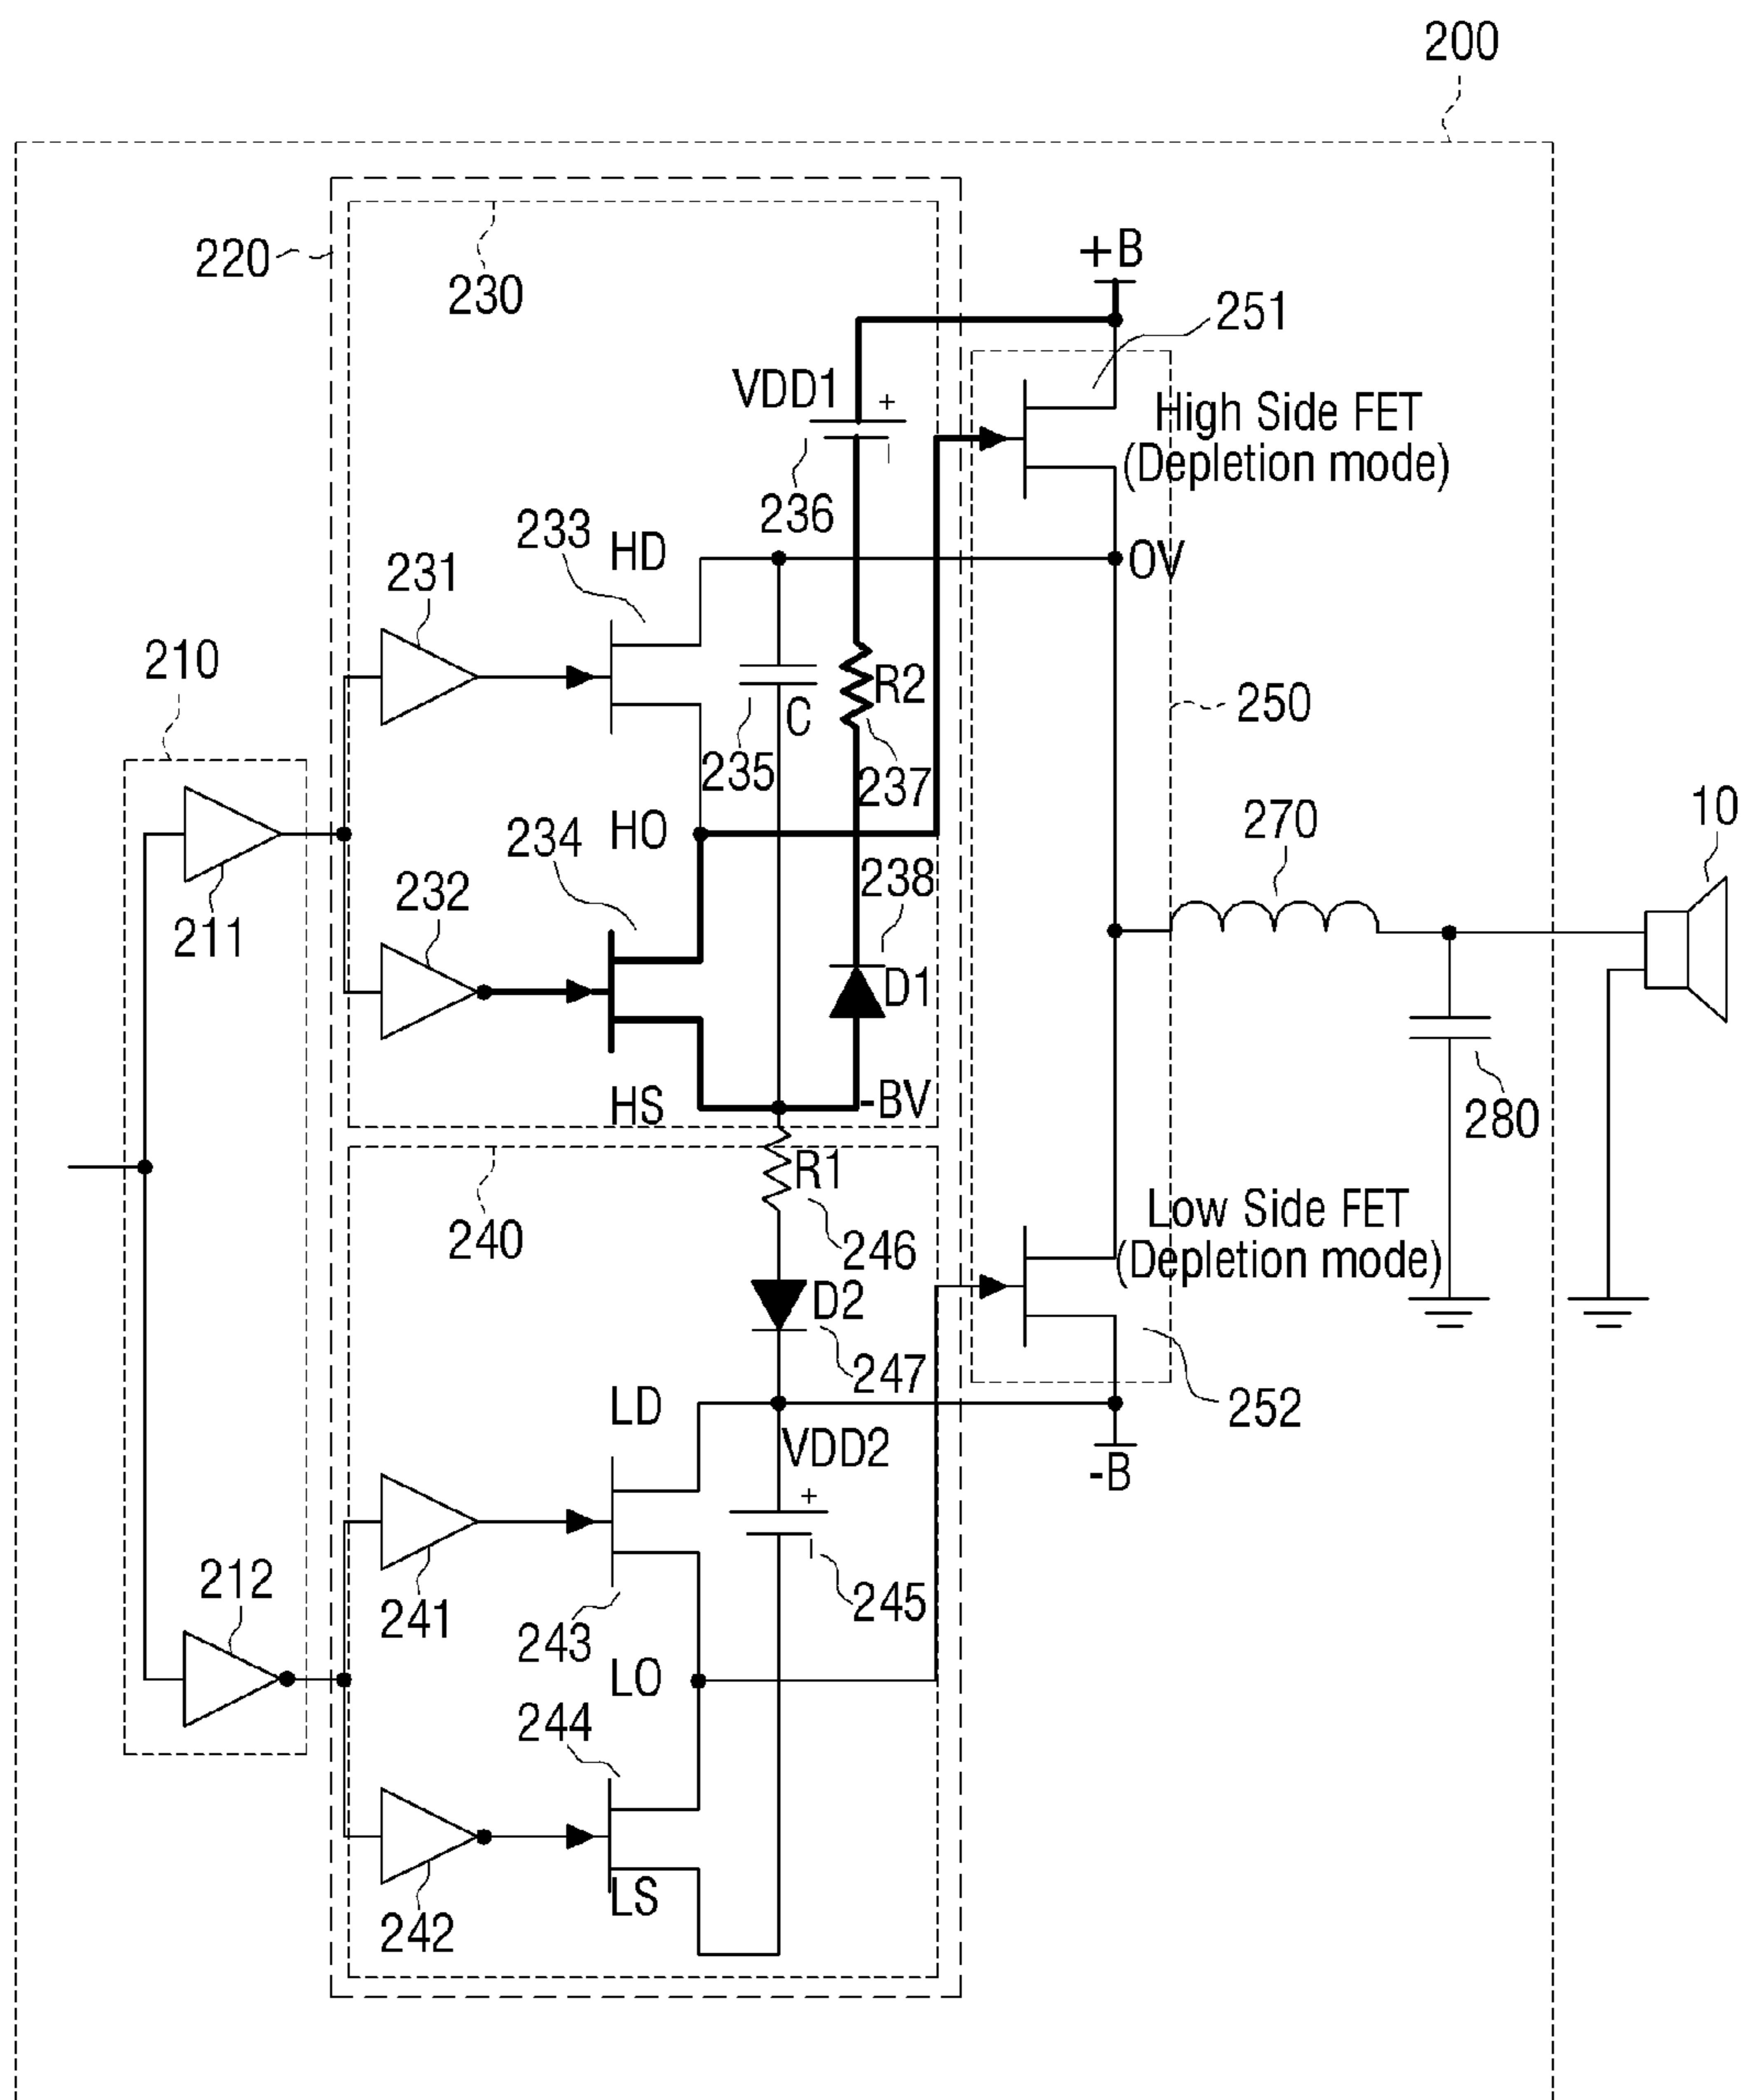 200
220
230
+B
251
VDD1
+
High Side FET
(Depletion mode)
236
233
HD
OV
231
210
R2
C
235
237
250
HO
234
270
10
238
232
211
D1
HS
-BV
280
R1
240
246
Low Side FET
(Depletion mode)
D2
247
LD
252
VDD2
-B
+
212
241
243
245
LO
244
LS
242